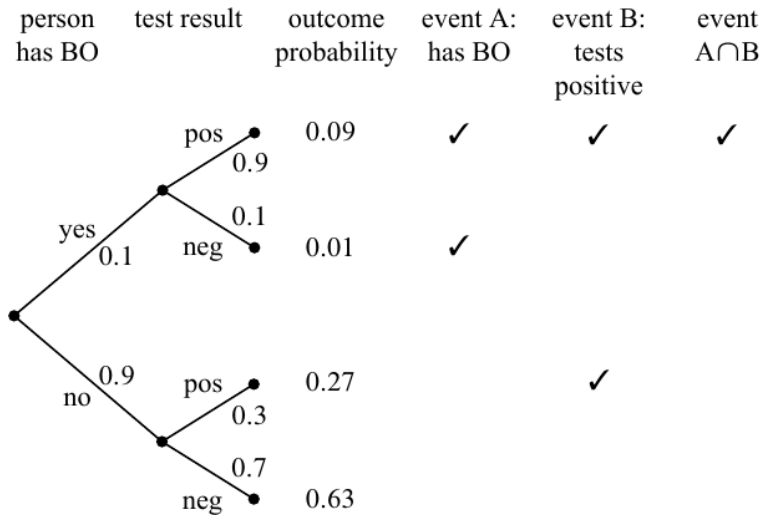 person
has BO
test result
outcome
probability
event A:
has BO
event B:
tests
positive
event
A∩B
pos
0.09
✓
✓
✓
0.9
yes
0.1
0.1
neg
0.01
✓
0.9
no
pos
0.27
✓
0.3
0.7
neg
0.63